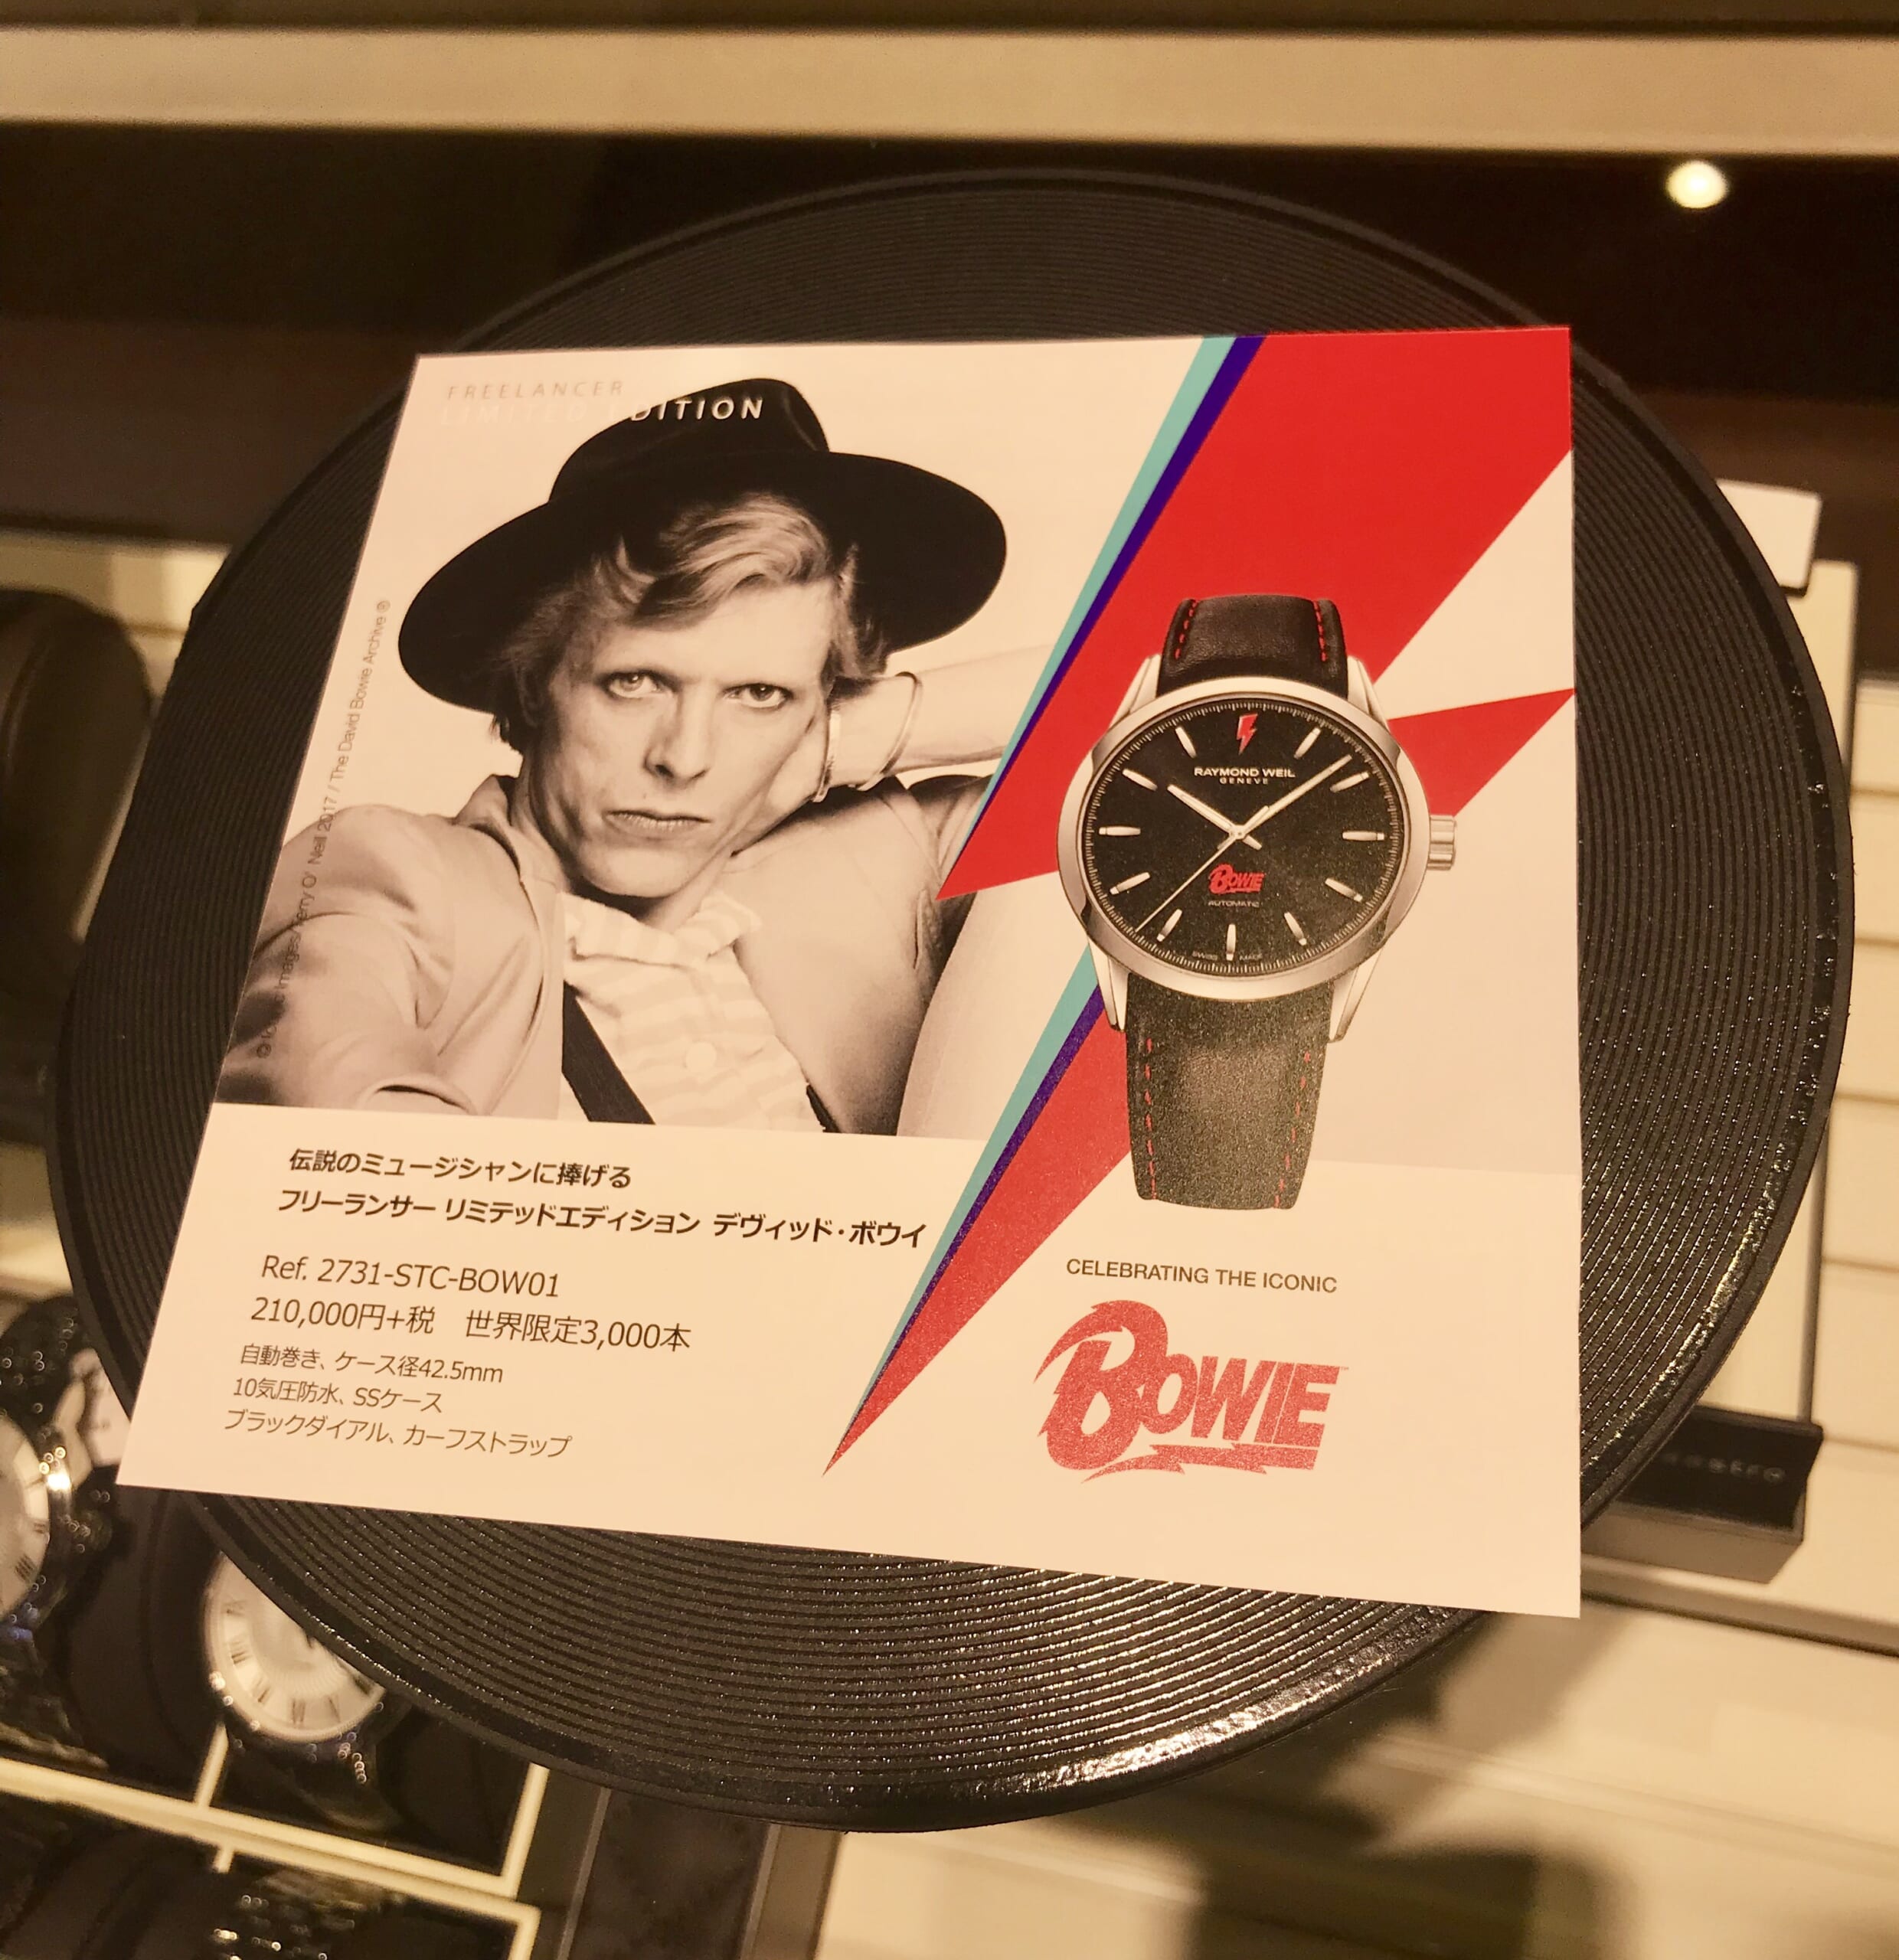 FREELANCER
LIMITED EDITION
Terry O' Neill 2017 / The David Bowie Archive ®
RAYMOND WEIL
GENEVE
BOWIE
AUTOMATIC
SWISS MADE
伝説のミュージシャンに捧げる
フリーランサー リミテッドエディション デヴィッド・ボウイ
Ref. 2731-STC-BOW01
210,000円+税 世界限定3,000本
自動巻き、ケース径42.5mm
10気圧防水、SSケース
ブラックダイアル、カーフストラップ
CELEBRATING THE ICONIC
BOWIE